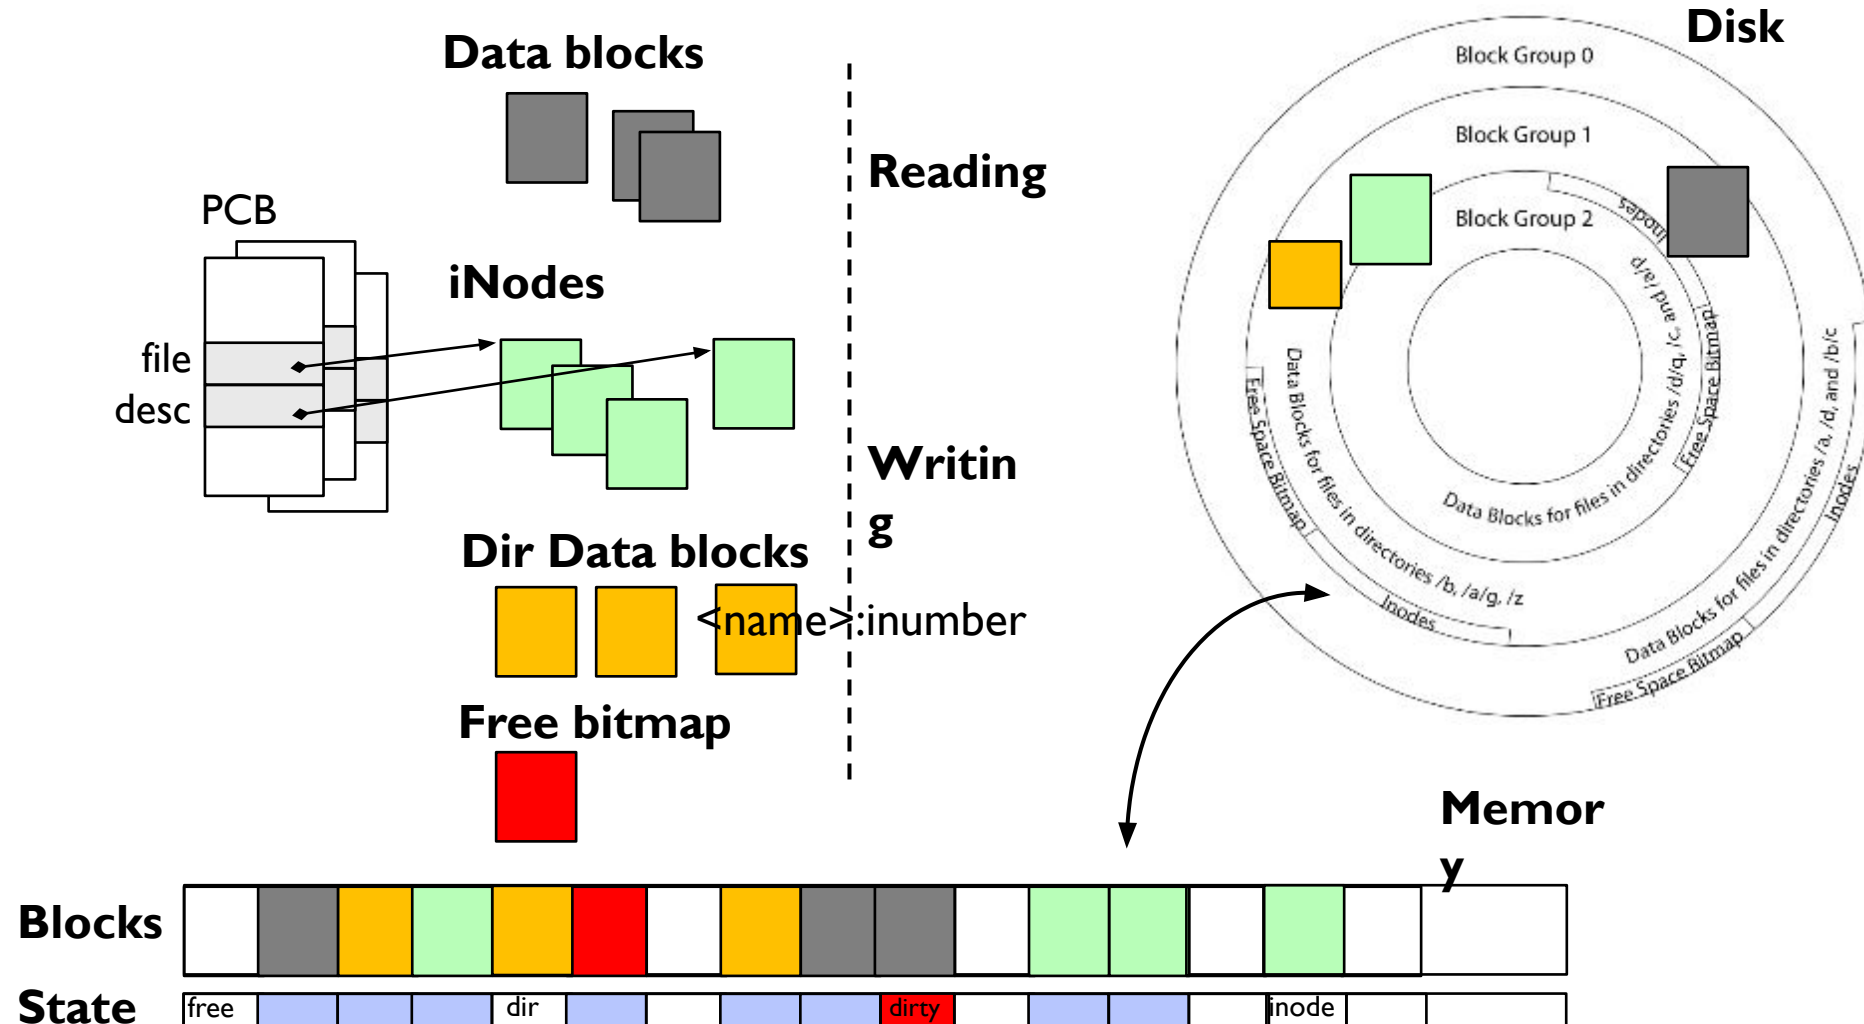 Data blocks
Disk
Block Group 0
Block Group 1
Reading
PCB
Inodes
Block Group 2
iNodes
file
desc
Data Blocks for files in directories /d/q, /c, and /a/p
Free Space Bitmap
Data Blocks for files in directories /b, /a/g, /z
Free Space Bitmap
Inodes
Data Blocks for files in directories /a, /d, and /b/c
Inodes
Free Space Bitmap
Writin
g
Dir Data blocks
<name>:inumber
Free bitmap
Memor
y
Blocks
State
free
dir
dirty
inode